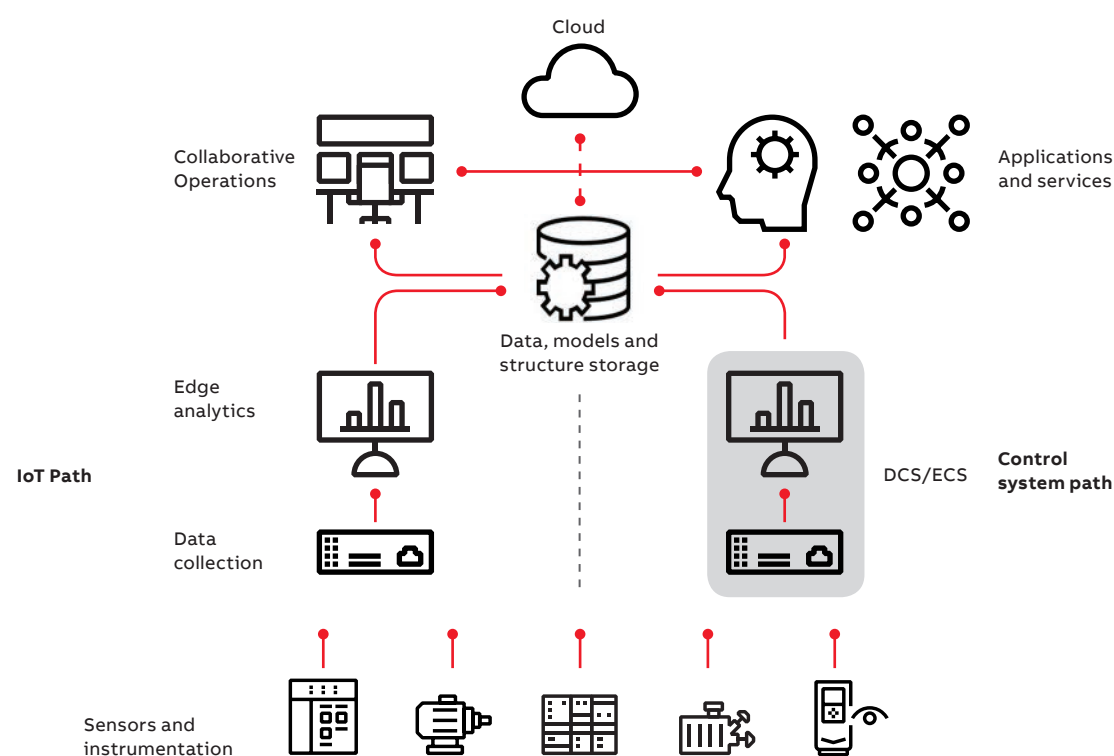 Cloud
Collaborative
Operations
Applications
and services
Data, models and
structure storage
Edge
analytics
IoT Path
DCS/ECS
Control
system path
Data
collection
Sensors and
instrumentation